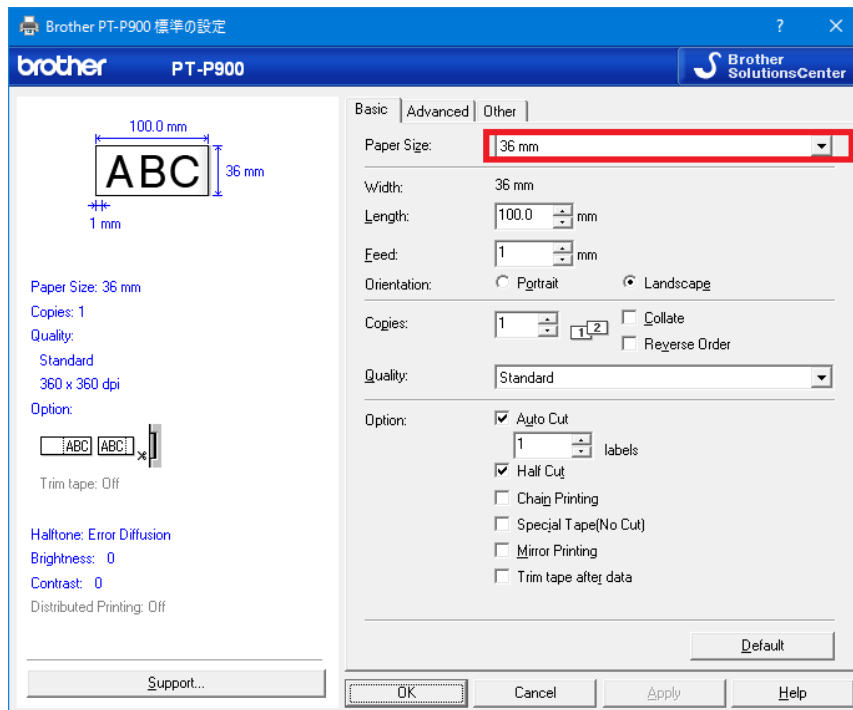 Brother PT-P900 標準の設定
brother PT-P900 Brother SolutionsCenter
100.0 mm
ABC
36 mm
1 mm
Paper Size: 36 mm
Copies: 1
Quality:
Standard
360 x 360 dpi
Option:
ABC ABC
Trim tape: Off
Halftone: Error Diffusion
Brightness: 0
Contrast: 0
Distributed Printing: Off
Support...
Basic Advanced Other
Paper Size: 36 mm
Width: 36 mm
Length: 100.0 mm
Feed: 1 mm
Orientation: Portrait Landscape
Copies: 1 1 2 Collate
Reverse Order
Quality: Standard
Option: Auto Cut
1 labels
Half Cut
Chain Printing
Special Tape(No Cut)
Mirror Printing
Trim tape after data
Default
OK Cancel Apply Help